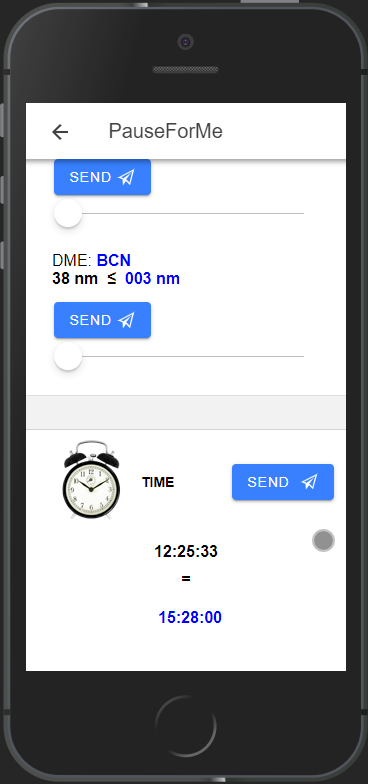 PauseForMe
SEND
DME: BCN
38 nm ≤ 003 nm
SEND
TIME
SEND
12:25:33
=
15:28:00